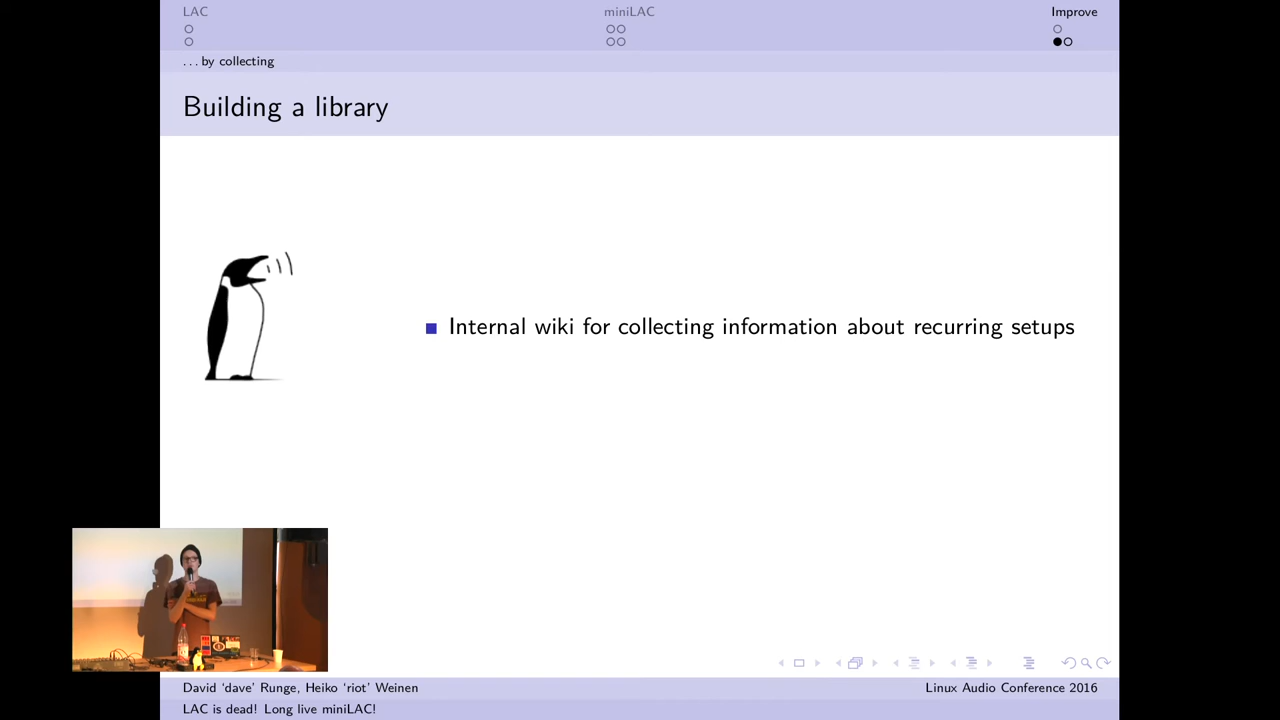 LAC
miniLAC
Improve
. . . by collecting
Building a library
Internal wiki for collecting information about recurring setups
David ‘dave’ Runge, Heiko ‘riot’ Weinen
Linux Audio Conference 2016
LAC is dead! Long live miniLAC!